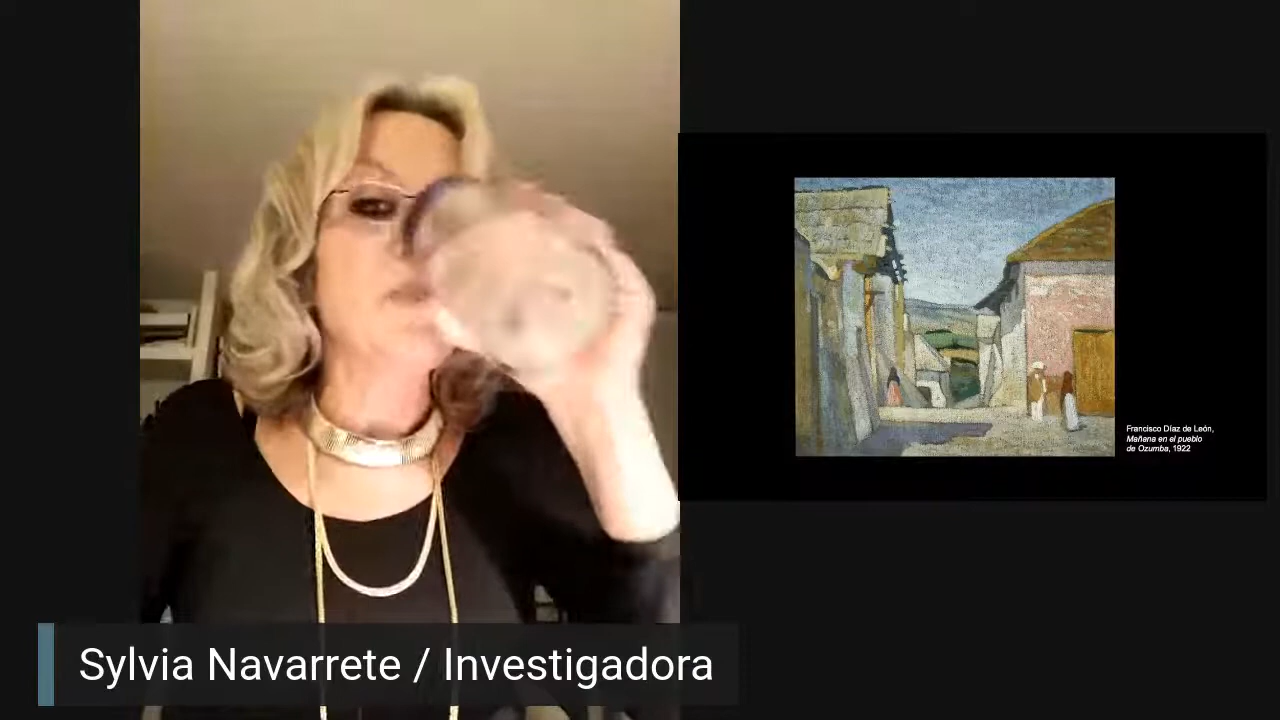 Francisco Díaz de León,
Mañana en el pueblo
de Ozumba, 1922
Sylvia Navarrete / Investigadora